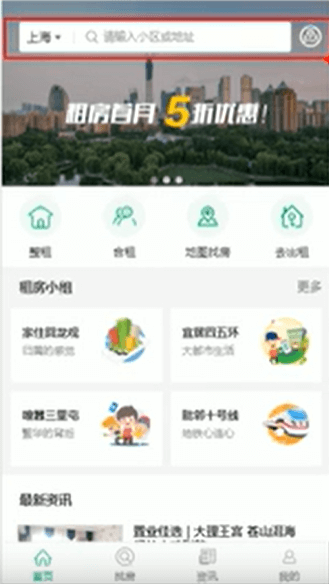 上海
请输入小区或地址
租房首月 5 折优惠!
整租
合租
地图找房
去出租
租房小组
更多
家住回龙观
归属的感觉
宜居四五环
大都市生活
喧嚣三里屯
繁华的背后
比邻十号线
地铁心连心
最新资讯
置业佳选 | 大理王宫 苍山洱海
首页
找房
资讯
我的